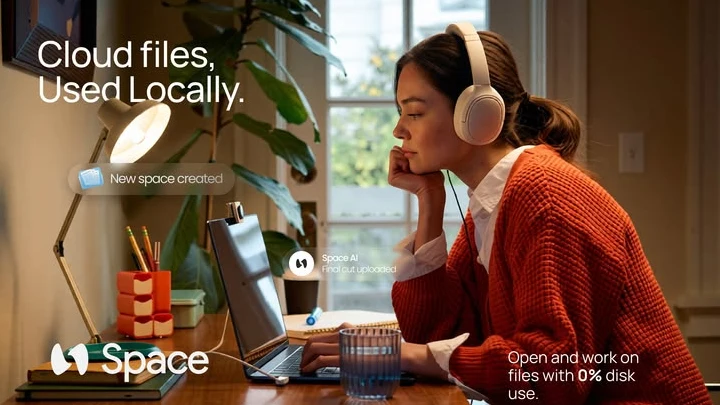 Cloud files,
Used Locally.
New space created
Space AI
Final cut uploaded
Space
Open and work on
files with 0% disk
use.